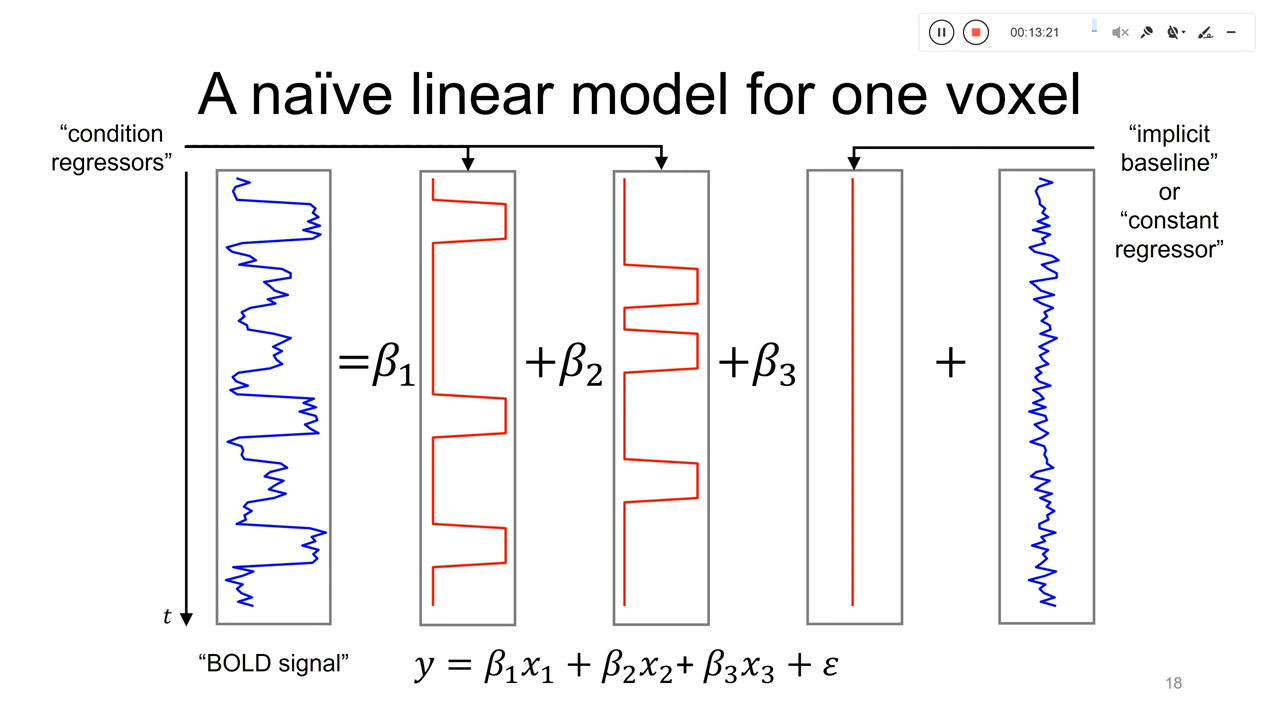 00:13:21
A naïve linear model for one voxel
“condition
regressors”
“implicit
baseline”
or
“constant
regressor”
=β₁
+β₂
+β₃
+
t
“BOLD signal”
y = β₁x₁ + β₂x₂+ β₃x₃ + ε
18